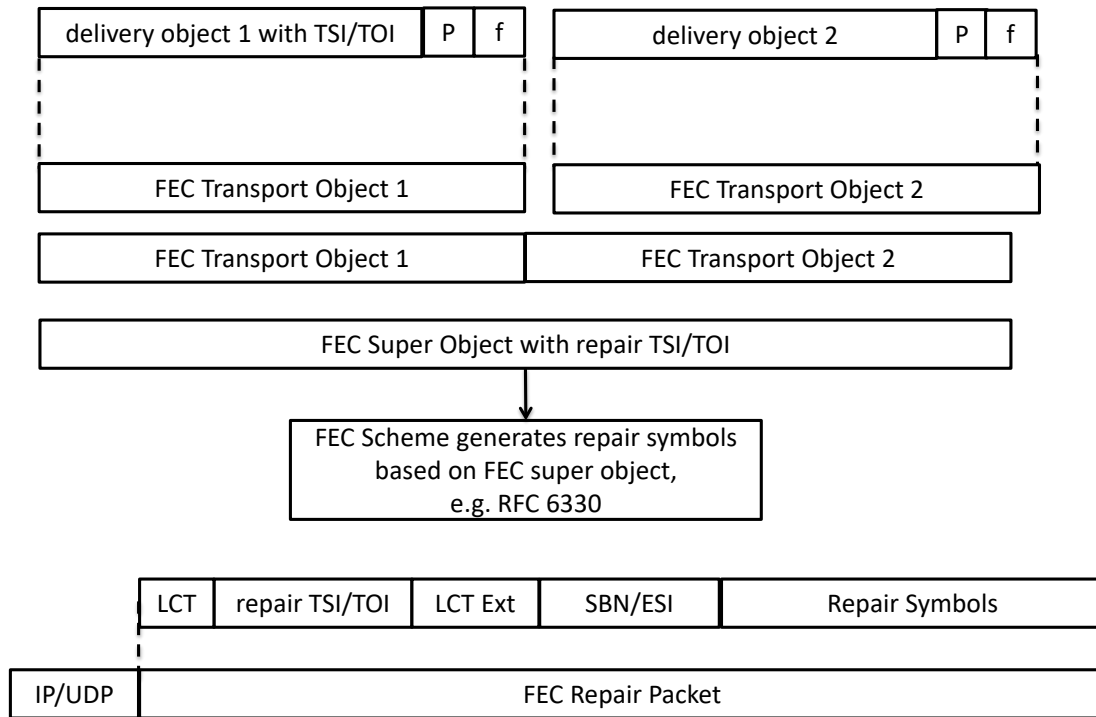 delivery object 1 with TSI/TOI P f delivery object 2 P f
FEC Transport Object 1 FEC Transport Object 2
FEC Transport Object 1 FEC Transport Object 2
FEC Super Object with repair TSI/TOI
FEC Scheme generates repair symbols
based on FEC super object,
e.g. RFC 6330
LCT repair TSI/TOI LCT Ext SBN/ESI Repair Symbols
IP/UDP FEC Repair Packet